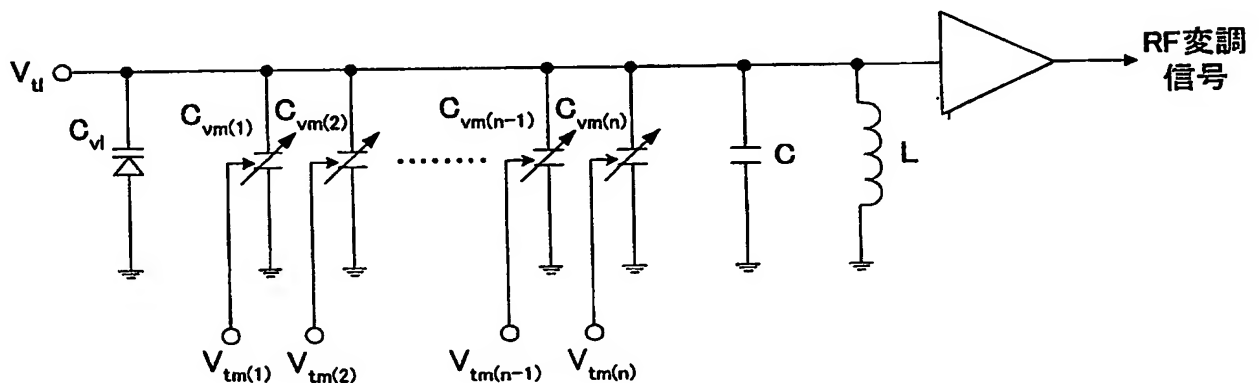 V_tl
C_vl
C_vm(1)
C_vm(2)
C_vm(n-1)
C_vm(n)
C
L
RF変調
信号
V_tm(1)
V_tm(2)
V_tm(n-1)
V_tm(n)